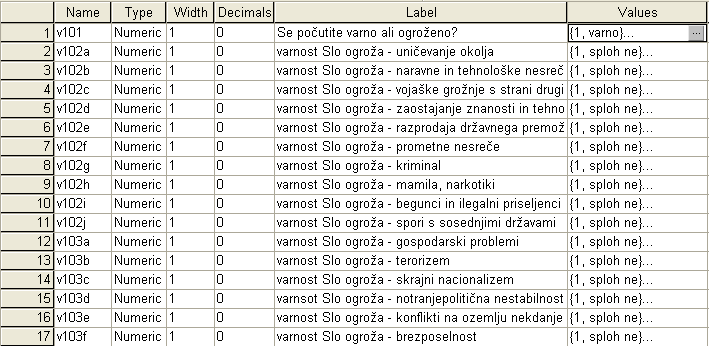 Name Type Width Decimals Label Values
1 v101 Numeric 1 0 Se počutite varno ali ogroženo? {1, varno}... ...
2 v102a Numeric 1 0 varnost Slo ogroža - uničevanje okolja {1, sploh ne}...
3 v102b Numeric 1 0 varnost Slo ogroža - naravne in tehnološke nesreč {1, sploh ne}...
4 v102c Numeric 1 0 varnost Slo ogroža - vojaške grožnje s strani drugi {1, sploh ne}...
5 v102d Numeric 1 0 varnost Slo ogroža - zaostajanje znanosti in tehno {1, sploh ne}...
6 v102e Numeric 1 0 varnost Slo ogroža - razprodaja državnega premož {1, sploh ne}...
7 v102f Numeric 1 0 varnost Slo ogroža - prometne nesreče {1, sploh ne}...
8 v102g Numeric 1 0 varnost Slo ogroža - kriminal {1, sploh ne}...
9 v102h Numeric 1 0 varnost Slo ogroža - mamila, narkotiki {1, sploh ne}...
10 v102i Numeric 1 0 varnost Slo ogroža - begunci in ilegalni priseljenci {1, sploh ne}...
11 v102j Numeric 1 0 varnost Slo ogroža - spori s sosednjimi državami {1, sploh ne}...
12 v103a Numeric 1 0 varnost Slo ogroža - gospodarski problemi {1, sploh ne}...
13 v103b Numeric 1 0 varnost Slo ogroža - terorizem {1, sploh ne}...
14 v103c Numeric 1 0 varnost Slo ogroža - skrajni nacionalizem {1, sploh ne}...
15 v103d Numeric 1 0 varnsot Slo ogroža - notranjepolitična nestabilnost {1, sploh ne}...
16 v103e Numeric 1 0 varnost Slo ogroža - konflikti na ozemlju nekdanje {1, sploh ne}...
17 v103f Numeric 1 0 varnost Slo ogroža - brezposelnost {1, sploh ne}...